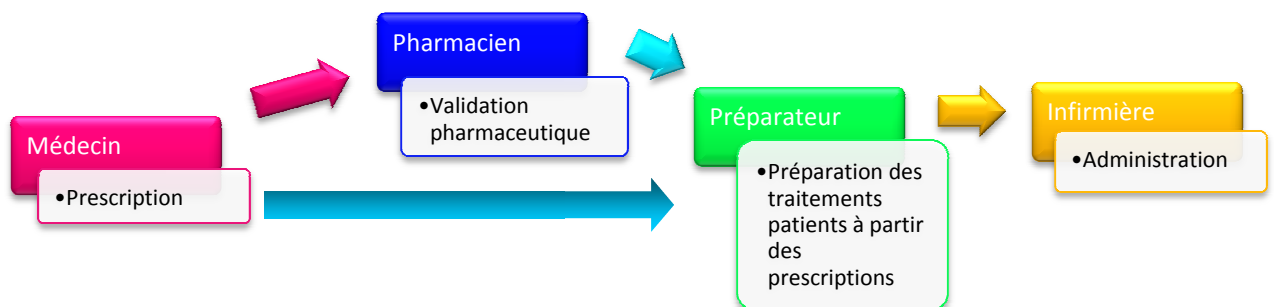 Médecin
•Prescription
Pharmacien
•Validation
pharmaceutique
Préparateur
•Préparation des
traitements
patients à partir
des
prescriptions
Infirmière
•Administration